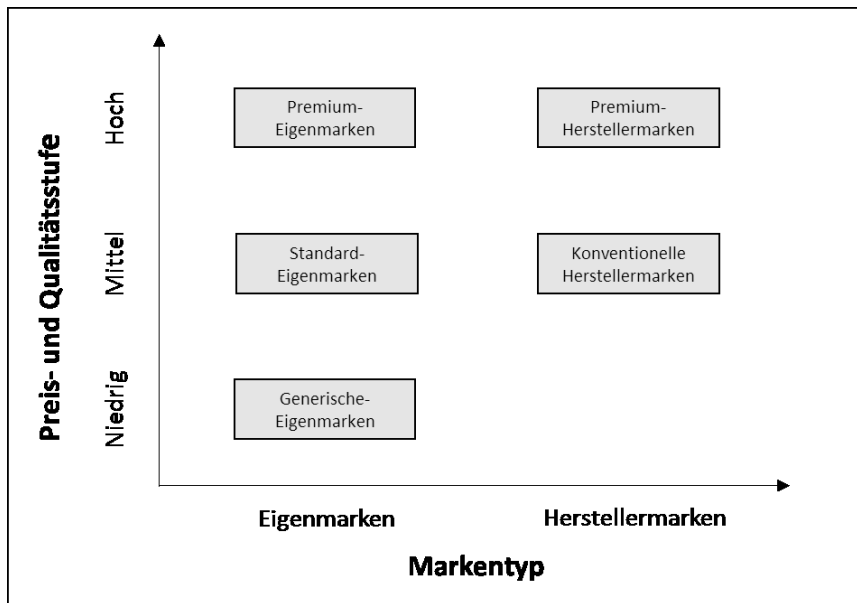 Preis- und Qualitätsstufe
Hoch
Mittel
Niedrig
Premium-
Eigenmarken
Premium-
Herstellermarken
Standard-
Eigenmarken
Konventionelle
Herstellermarken
Generische-
Eigenmarken
Eigenmarken
Herstellermarken
Markentyp